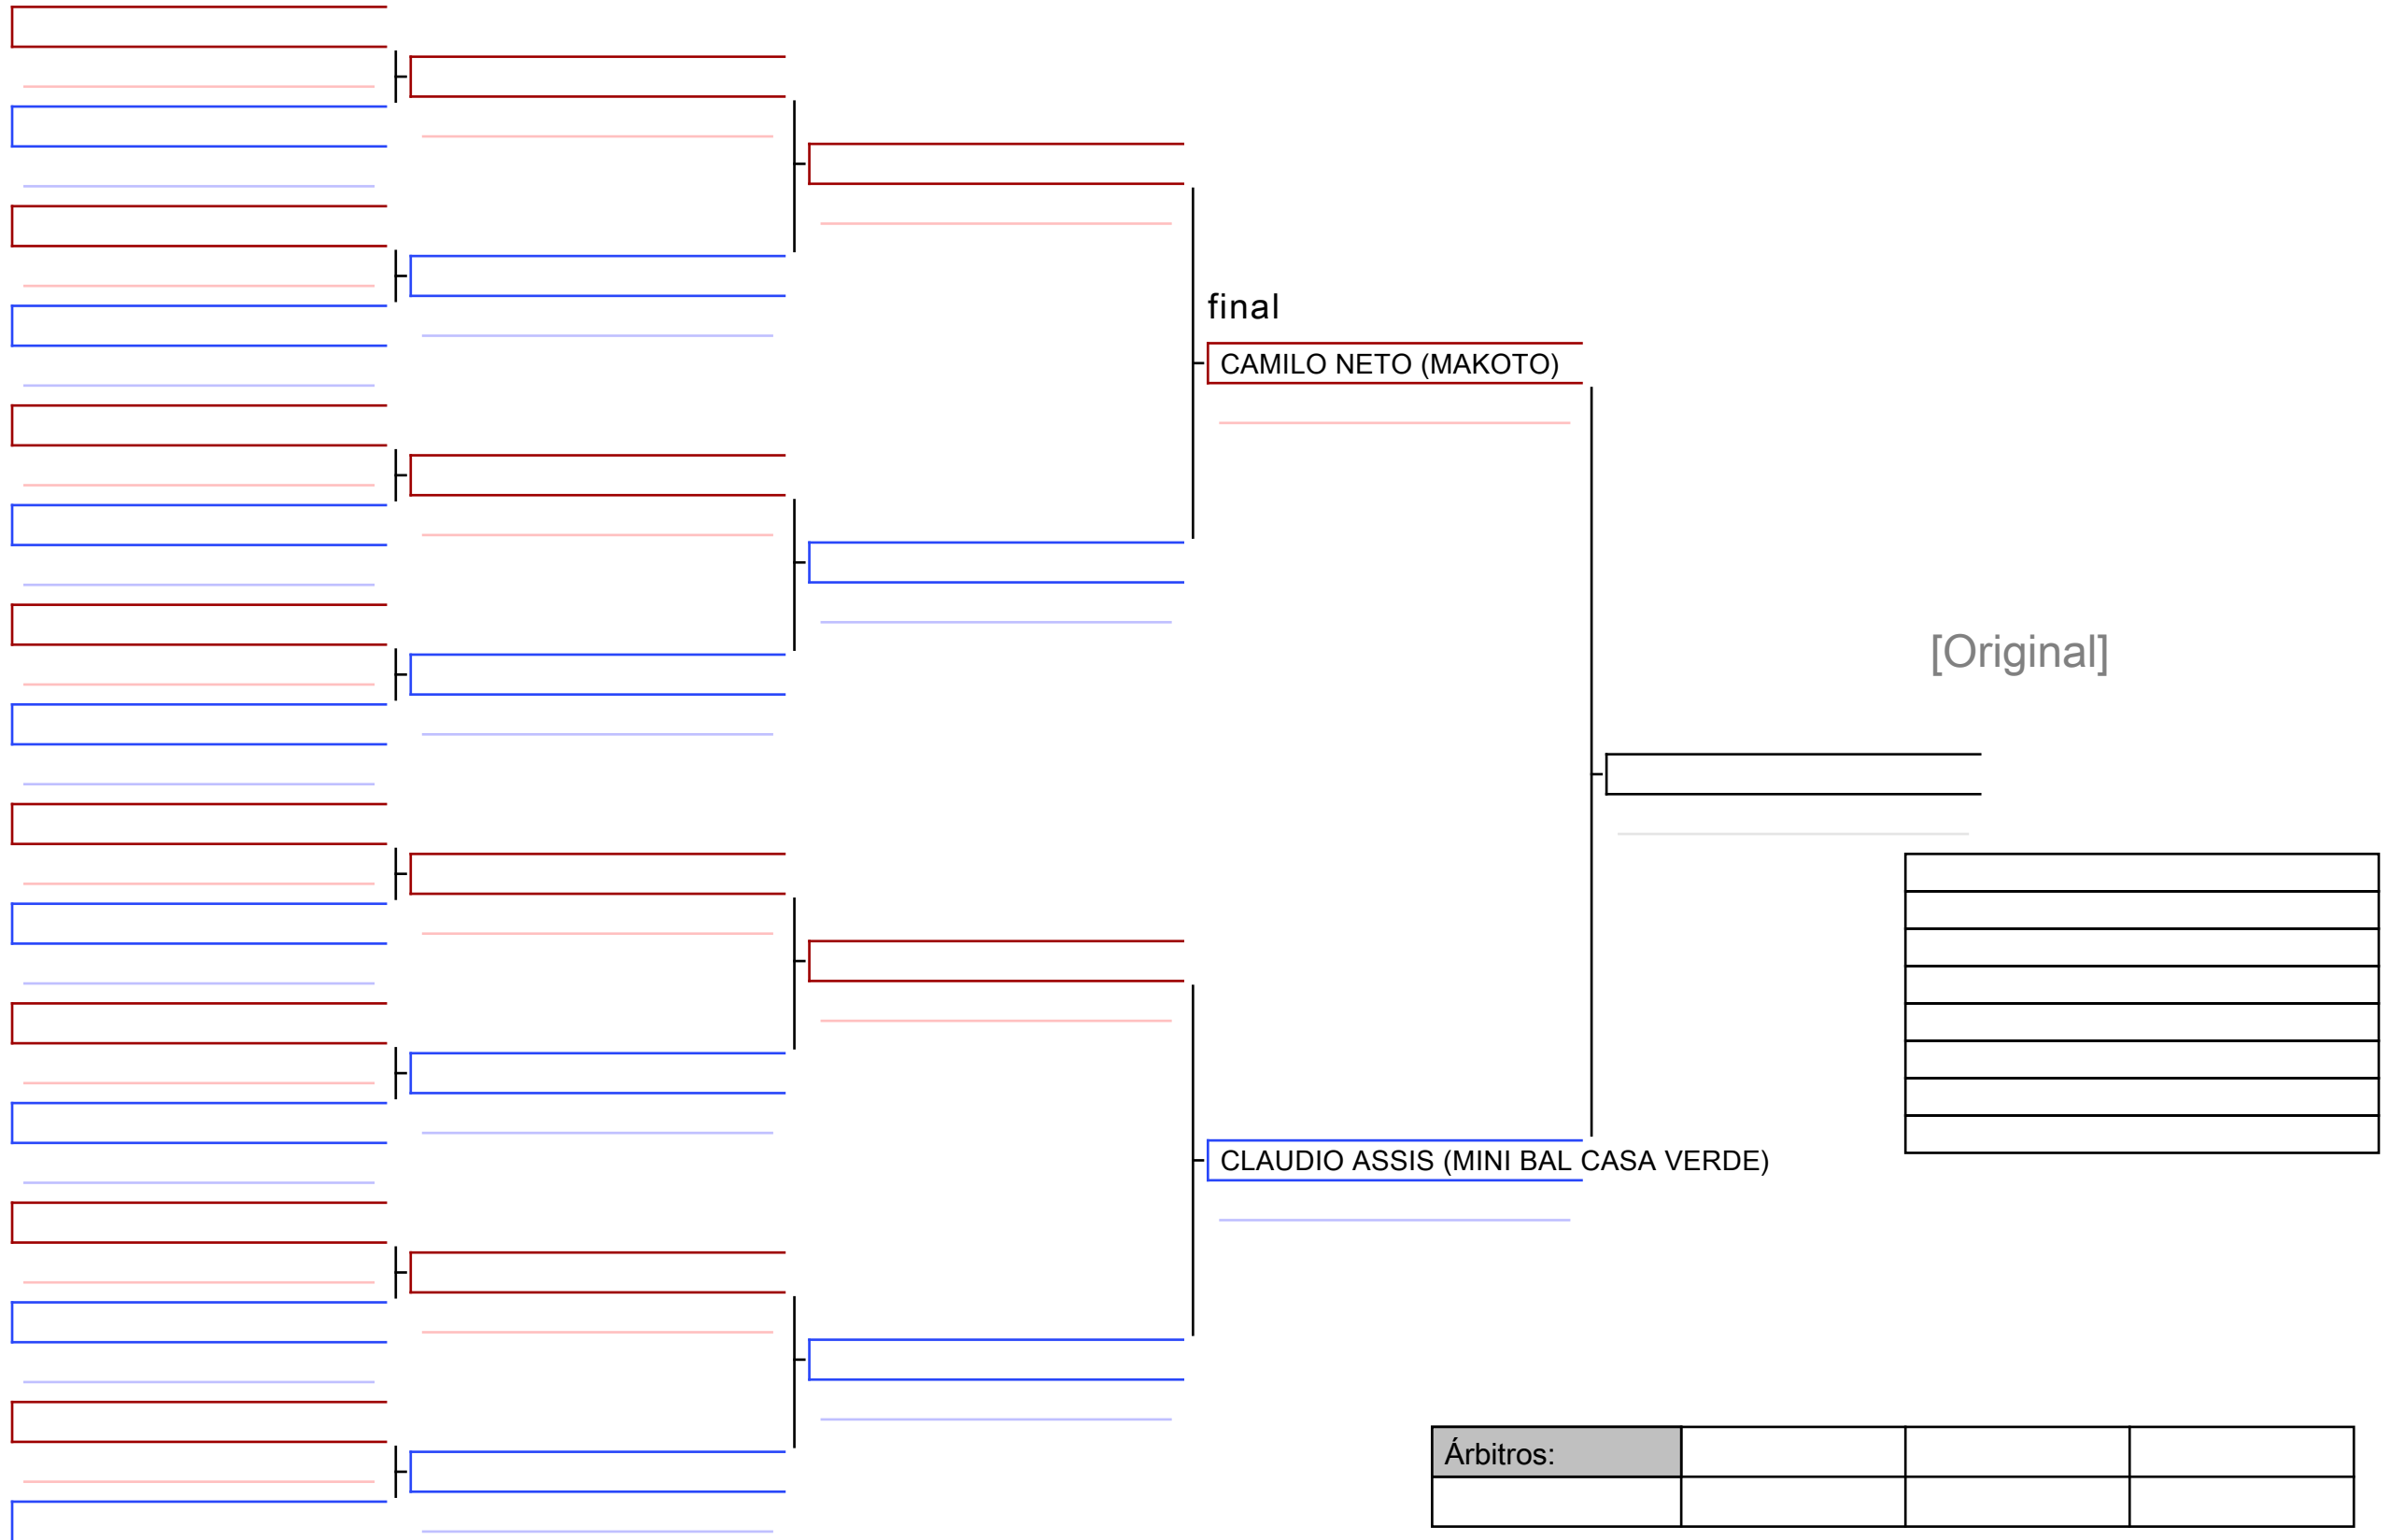 final
CAMILO NETO (MAKOTO)
[Original]
CLAUDIO ASSIS (MINI BAL CASA VERDE)
Árbitros: